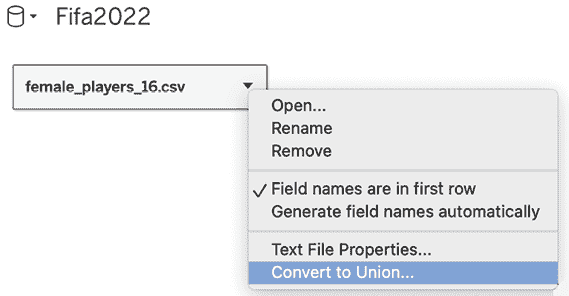 Fifa2022
female_players_16.csv
Open...
Rename
Remove
Field names are in first row
Generate field names automatically
Text File Properties...
Convert to Union...